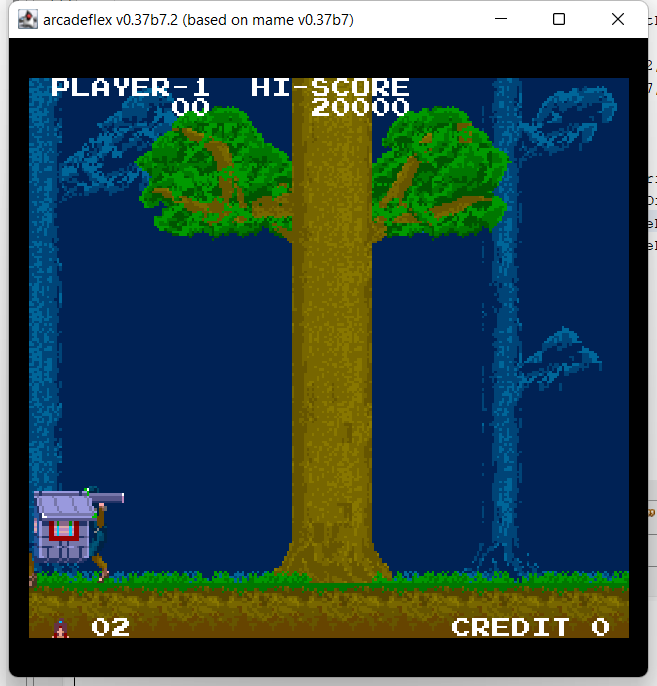 arcadeflex v0.37b7.2 (based on mame v0.37b7)
PLAYER-1 HI-SCORE
00 20000
02 CREDIT 0